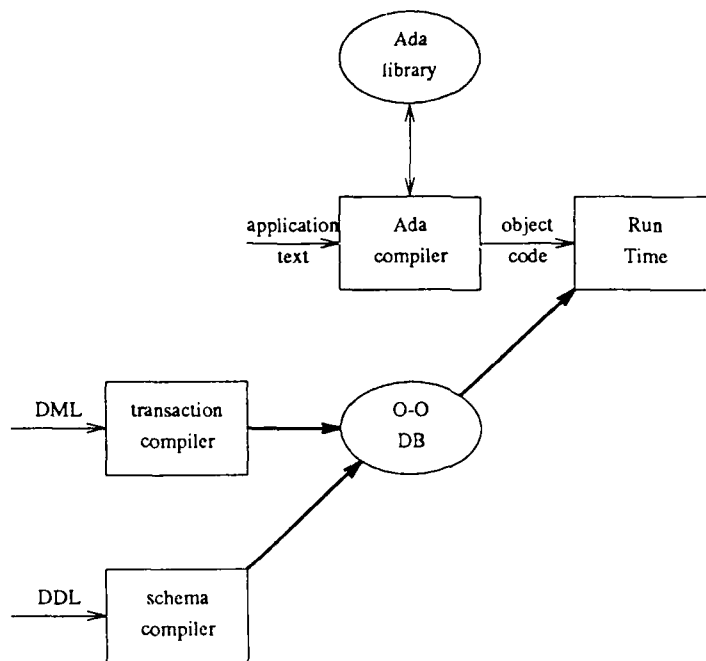 Ada
library
application
text
Ada
compiler
object
code
Run
Time
DML
transaction
compiler
O-O
DB
DDL
schema
compiler